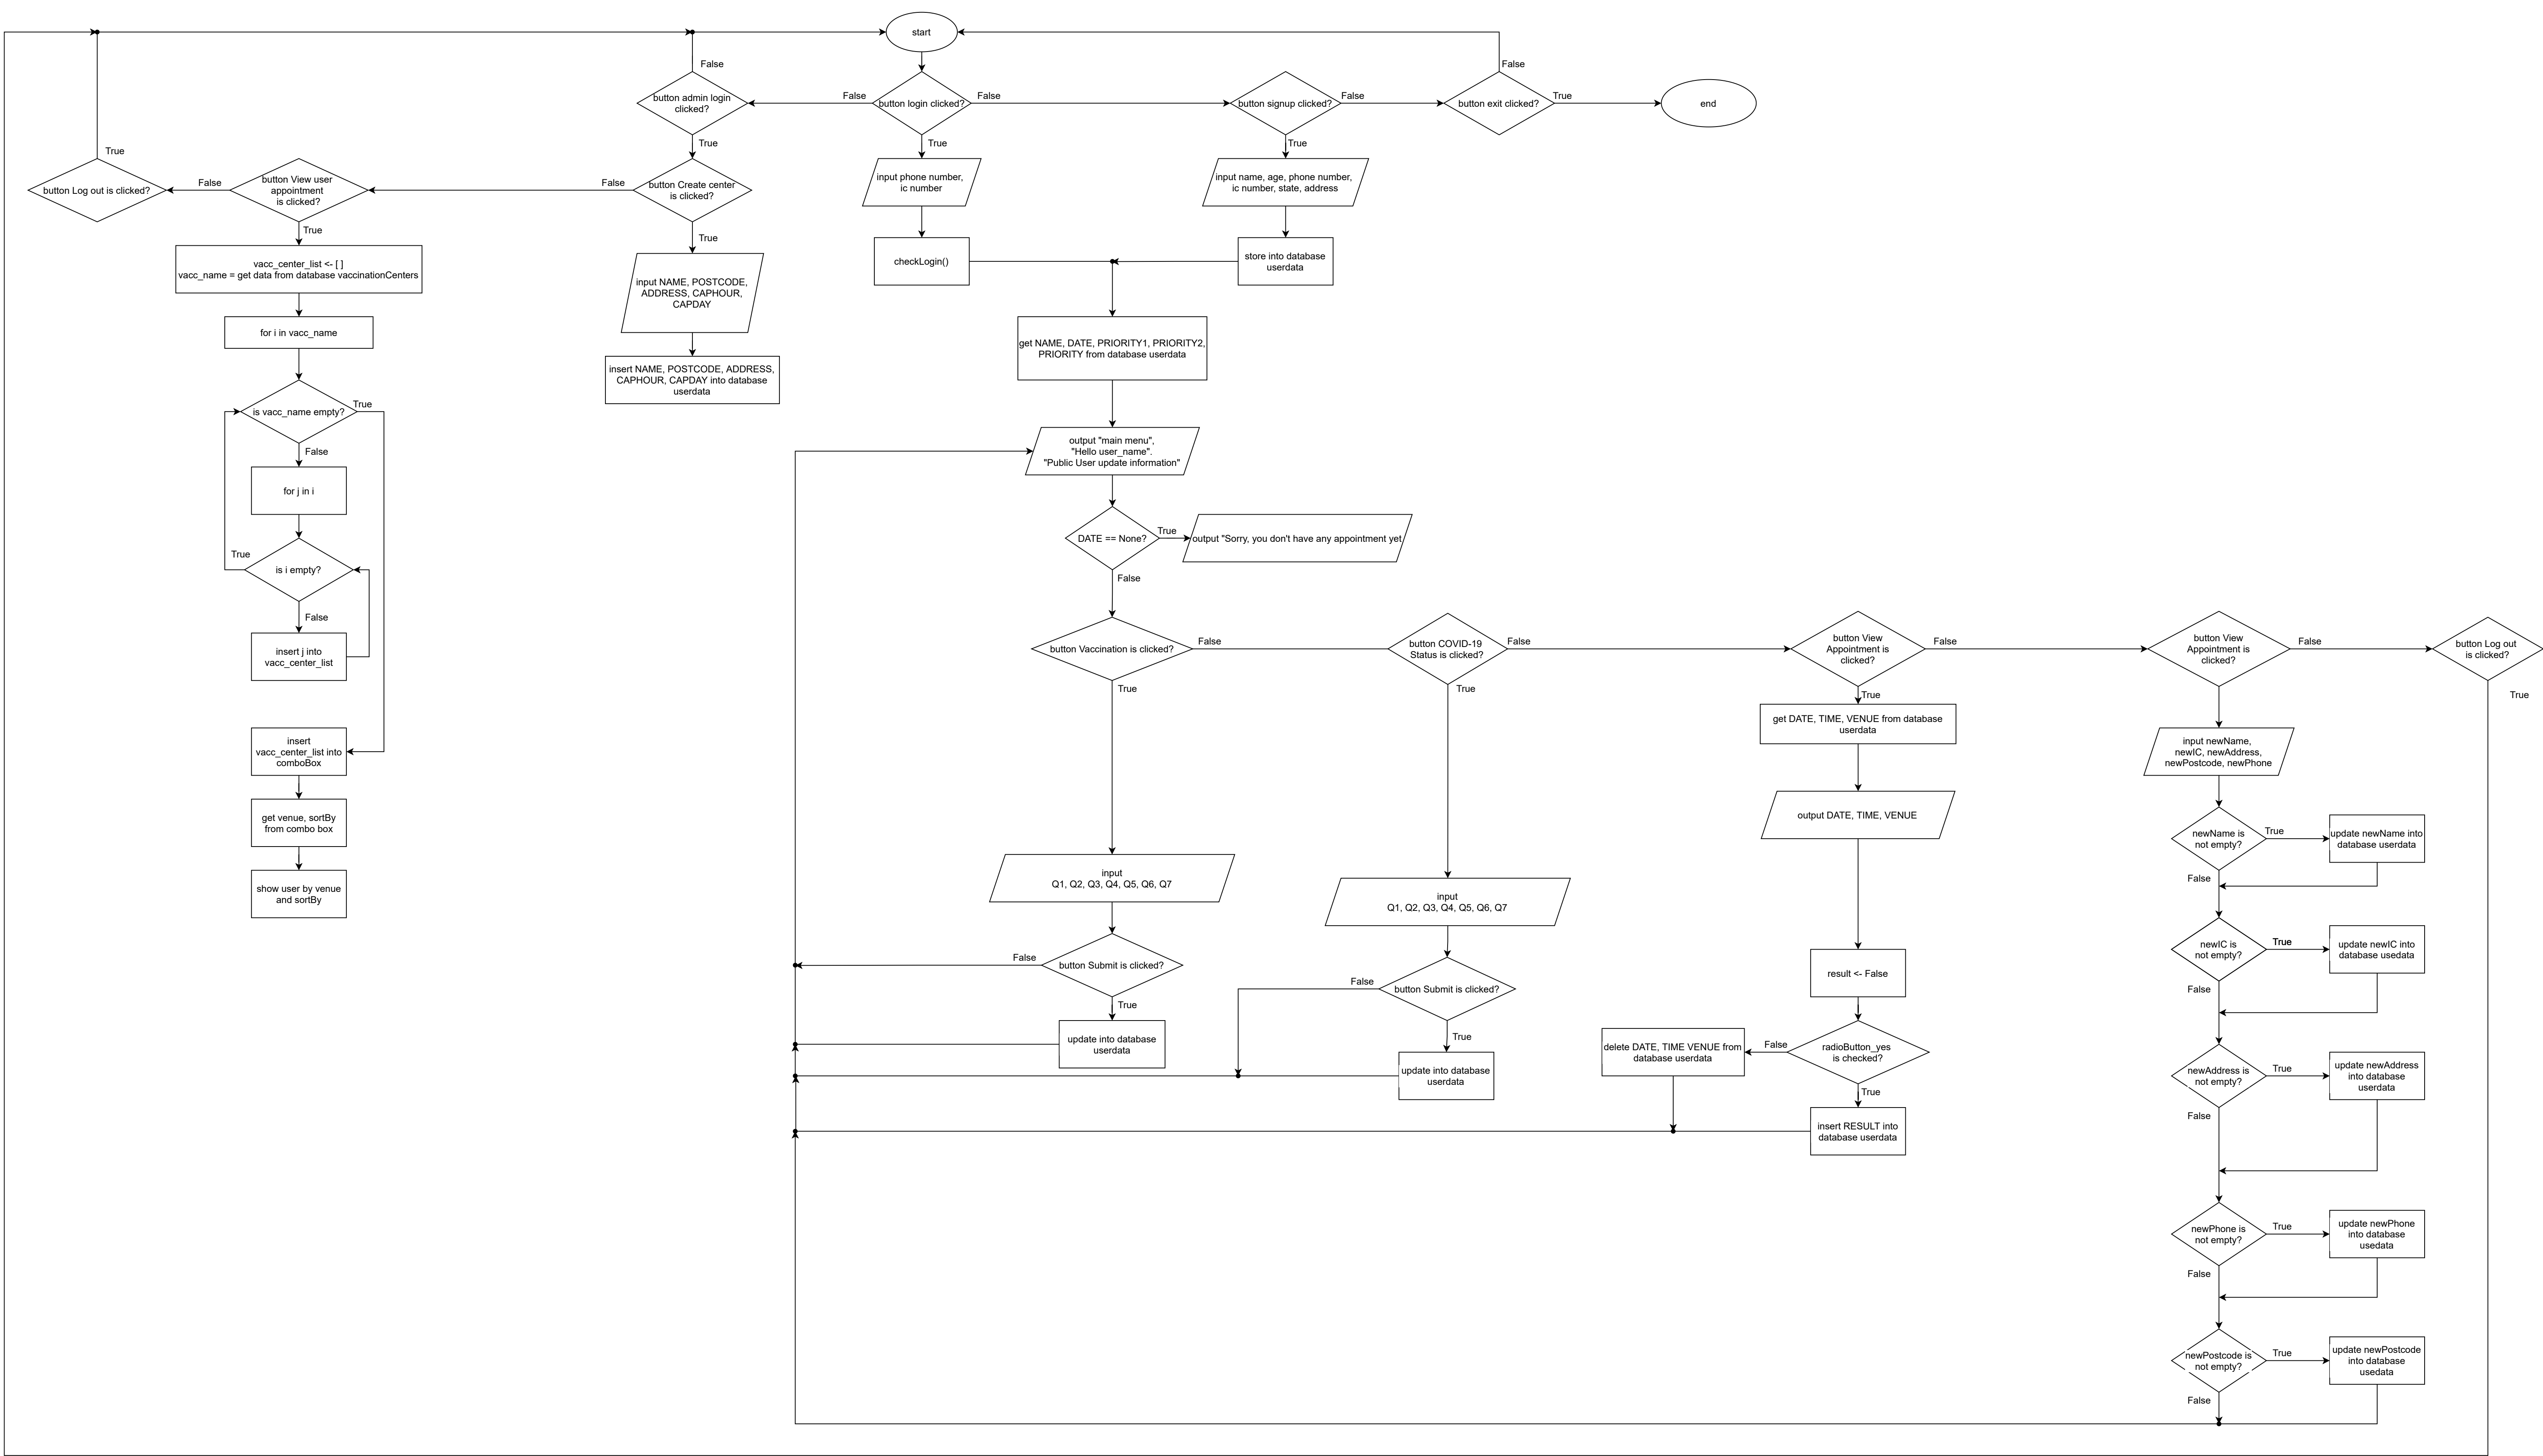 start
False
button admin login
clicked?
False
button login clicked?
False
button signup clicked?
False
False
button exit clicked?
True
end
True
True
True
True
button Log out is clicked?
False
button View user
appointment
is clicked?
False
button Create center
is clicked?
input phone number,
ic number
input name, age, phone number,
ic number, state, address
True
True
vacc_center_list <- [ ]
vacc_name = get data from database vaccinationCenters
input NAME, POSTCODE,
ADDRESS, CAPHOUR,
CAPDAY
checkLogin()
store into database
userdata
for i in vacc_name
insert NAME, POSTCODE, ADDRESS,
CAPHOUR, CAPDAY into database
userdata
get NAME, DATE, PRIORITY1, PRIORITY2,
PRIORITY from database userdata
is vacc_name empty?
True
False
for j in i
True
is i empty?
False
insert j into
vacc_center_list
insert
vacc_center_list into
comboBox
get venue, sortBy
from combo box
show user by venue
and sortBy
output "main menu",
"Hello user_name".
"Public User update information"
DATE == None?
True
output "Sorry, you don't have any appointment yet
False
button Vaccination is clicked?
False
button COVID-19
Status is clicked?
False
button View
Appointment is
clicked?
False
button View
Appointment is
clicked?
False
button Log out
is clicked?
True
True
True
True
input
Q1, Q2, Q3, Q4, Q5, Q6, Q7
False
button Submit is clicked?
True
update into database
userdata
input
Q1, Q2, Q3, Q4, Q5, Q6, Q7
False
button Submit is clicked?
True
update into database
userdata
get DATE, TIME, VENUE from database
userdata
output DATE, TIME, VENUE
result <- False
delete DATE, TIME VENUE from
database userdata
False
radioButton_yes
is checked?
True
insert RESULT into
database userdata
input newName,
newIC, newAddress,
newPostcode, newPhone
newName is
not empty?
True
update newName into
database userdata
False
newIC is
not empty?
True
update newIC into
database usedata
False
newAddress is
not empty?
True
update newAddress
into database
userdata
False
newPhone is
not empty?
True
update newPhone
into database
usedata
False
newPostcode is
not empty?
True
update newPostcode
into database
usedata
False